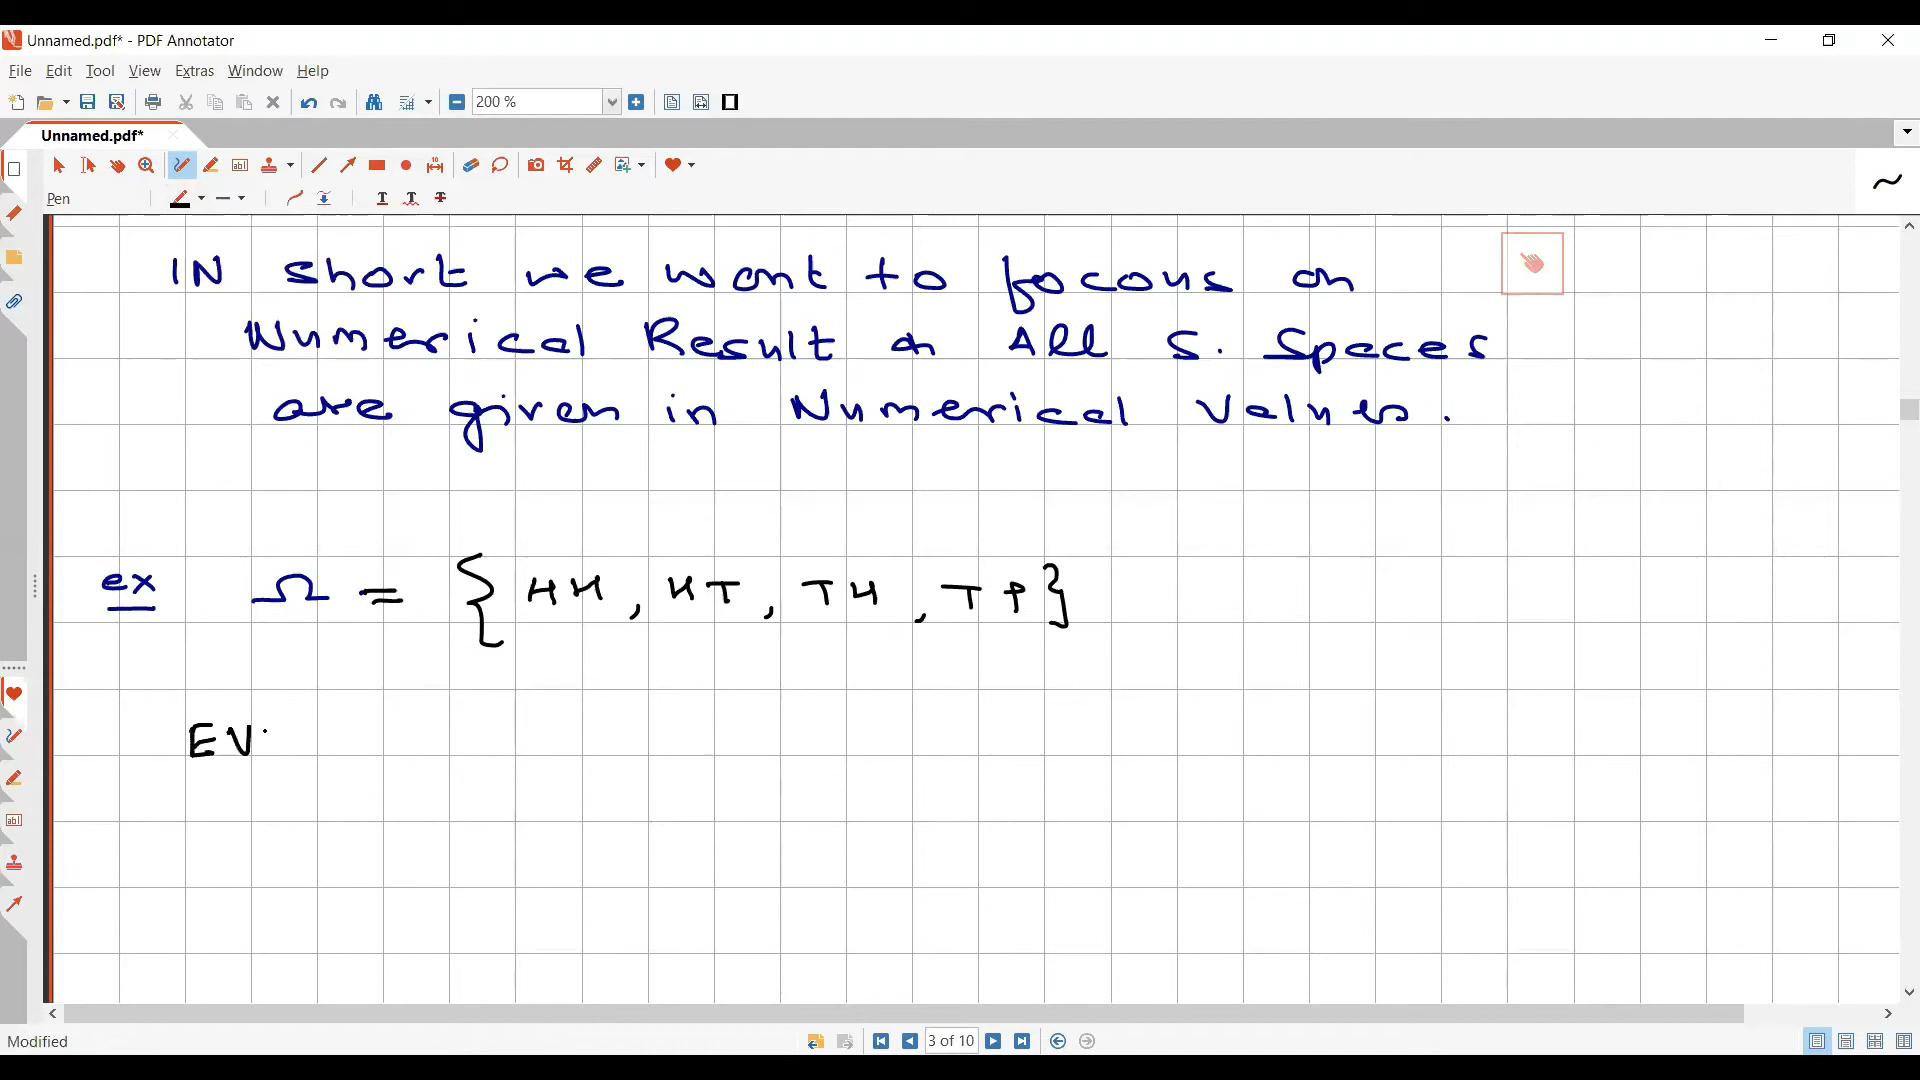 Unnamed.pdf* - PDF Annotator
File Edit Tool View Extras Window Help
200 %
Unnamed.pdf*
Pen
IN short we want to focous on
Numerical Result on All S. Spaces
are given in Numerical Values.
ex Ω = { HH, HT, TH, TP}
EV
Modified
3 of 10